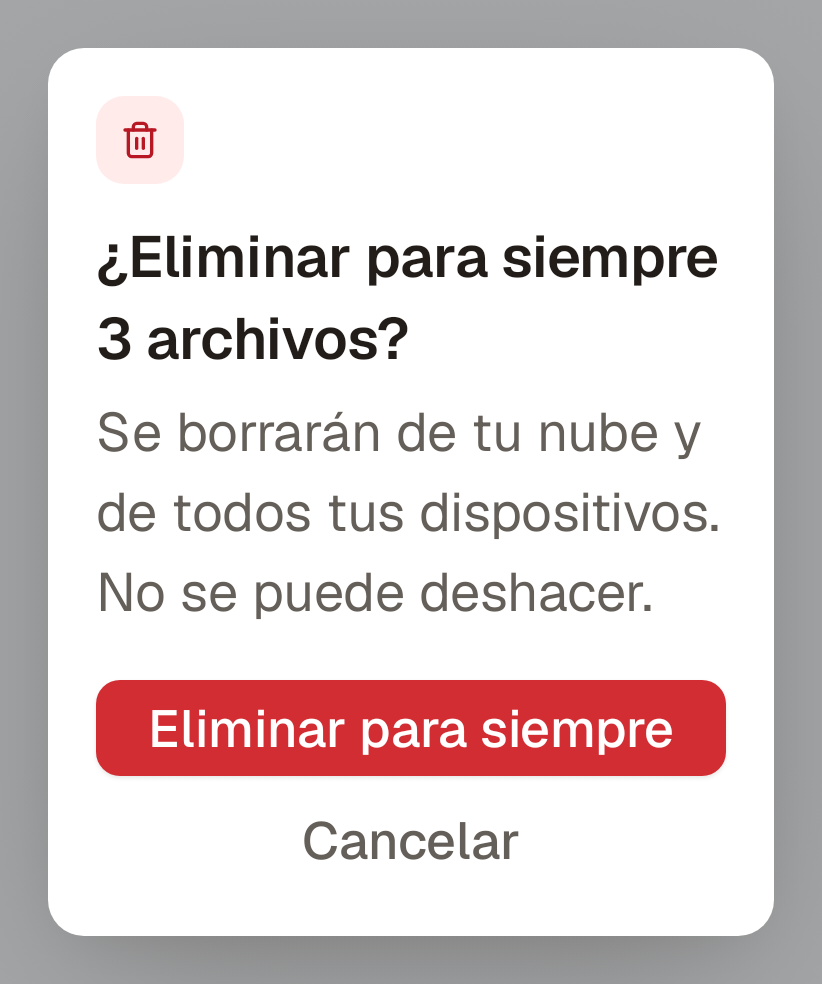 ¿Eliminar para siempre
3 archivos?
Se borrarán de tu nube y
de todos tus dispositivos.
No se puede deshacer.
Eliminar para siempre
Cancelar